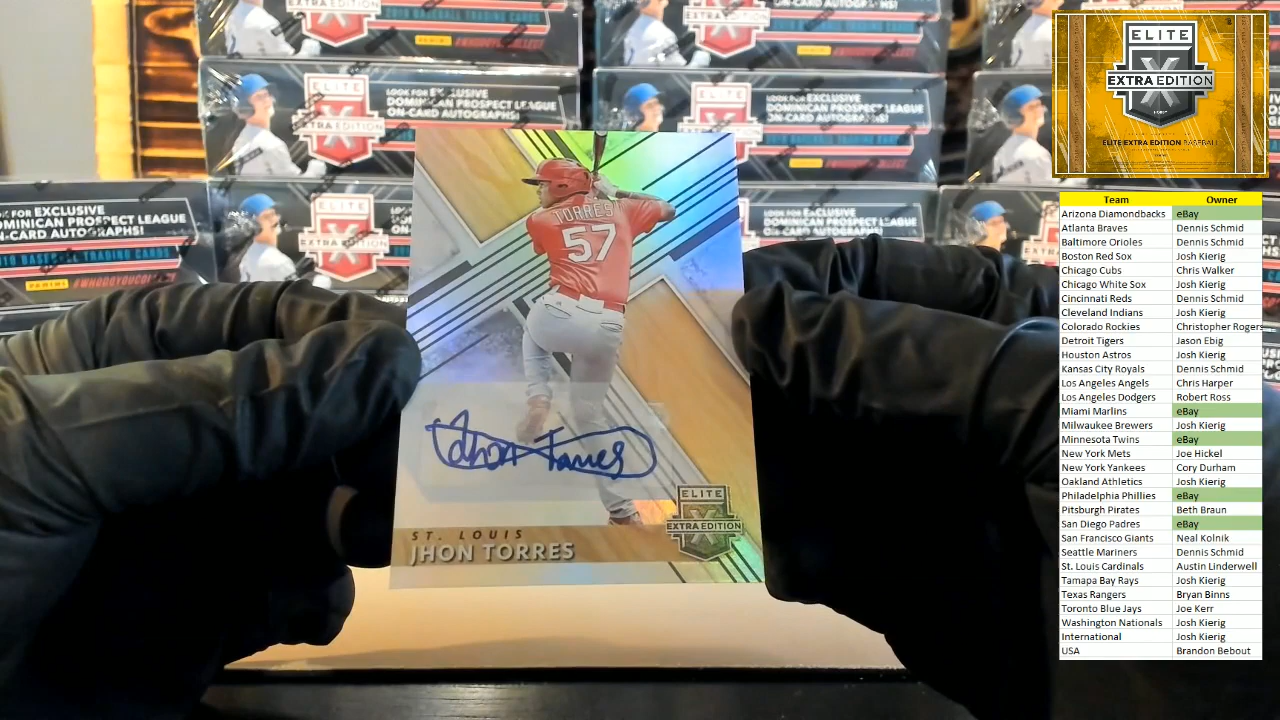 LOOK FOR EXCLUSIVE
DOMINICAN PROSPECT LEAGUE
ON-CARD AUTOGRAPHS!
ELITE
EXTRA EDITION
PANINI
#WHODOYOUCOLLECT
TORRES
57
Jhon Torres
ST. LOUIS
JHON TORRES
ELITE
EXTRA EDITION
X
ELITE
EXTRA EDITION
X
ELITE EXTRA EDITION BASEBALL
Team Owner
Arizona Diamondbacks eBay
Atlanta Braves Dennis Schmid
Baltimore Orioles Dennis Schmid
Boston Red Sox Josh Kierig
Chicago Cubs Chris Walker
Chicago White Sox Josh Kierig
Cincinnati Reds Dennis Schmid
Cleveland Indians Josh Kierig
Colorado Rockies Christopher Rogers
Detroit Tigers Jason Ebig
Houston Astros Josh Kierig
Kansas City Royals Dennis Schmid
Los Angeles Angels Chris Harper
Los Angeles Dodgers Robert Ross
Miami Marlins eBay
Milwaukee Brewers Josh Kierig
Minnesota Twins eBay
New York Mets Joe Hickel
New York Yankees Cory Durham
Oakland Athletics Josh Kierig
Philadelphia Phillies eBay
Pitsburgh Pirates Beth Braun
San Diego Padres eBay
San Francisco Giants Neal Kolnik
Seattle Mariners Dennis Schmid
St. Louis Cardinals Austin Linderwell
Tamapa Bay Rays Josh Kierig
Texas Rangers Bryan Binns
Toronto Blue Jays Joe Kerr
Washington Nationals Josh Kierig
International Josh Kierig
USA Brandon Bebout